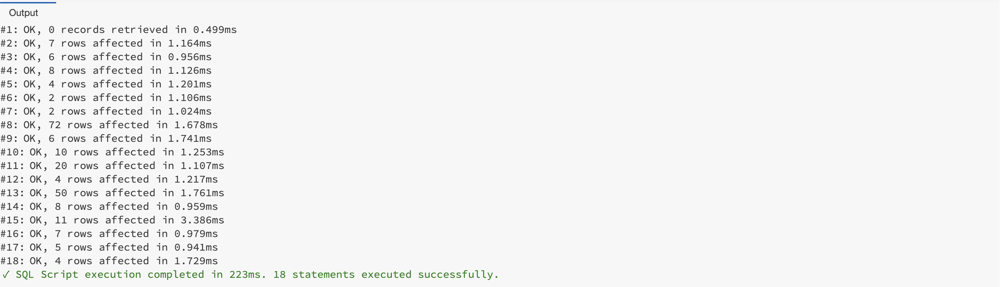 Output
#1: OK, 0 records retrieved in 0.499ms
#2: OK, 7 rows affected in 1.164ms
#3: OK, 6 rows affected in 0.956ms
#4: OK, 8 rows affected in 1.126ms
#5: OK, 4 rows affected in 1.201ms
#6: OK, 2 rows affected in 1.106ms
#7: OK, 2 rows affected in 1.024ms
#8: OK, 72 rows affected in 1.678ms
#9: OK, 6 rows affected in 1.741ms
#10: OK, 10 rows affected in 1.253ms
#11: OK, 20 rows affected in 1.107ms
#12: OK, 4 rows affected in 1.217ms
#13: OK, 50 rows affected in 1.761ms
#14: OK, 8 rows affected in 0.959ms
#15: OK, 11 rows affected in 3.386ms
#16: OK, 7 rows affected in 0.979ms
#17: OK, 5 rows affected in 0.941ms
#18: OK, 4 rows affected in 1.729ms
✓ SQL Script execution completed in 223ms. 18 statements executed successfully.